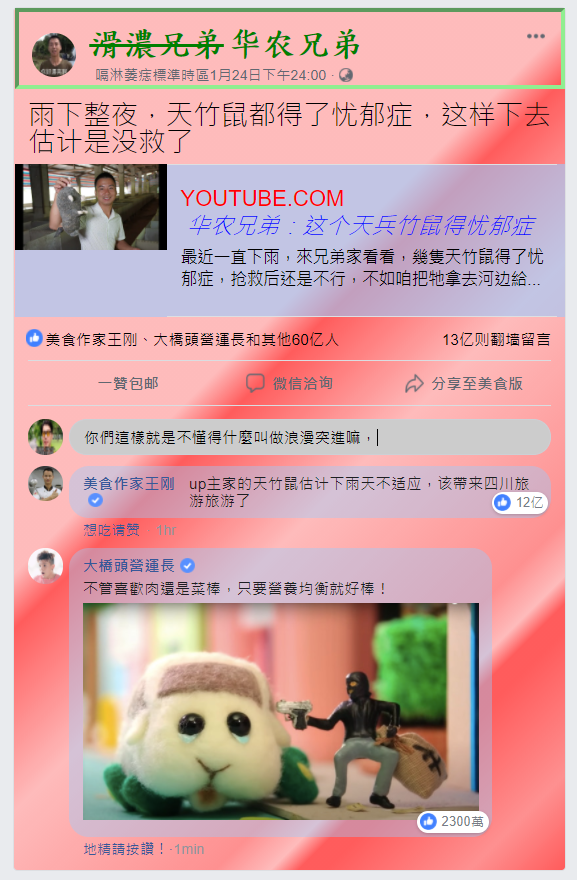 滑濃兄弟 华农兄弟
嗝淋萎痣標準時區1月24日下午24:00 ·
雨下整夜，天竹鼠都得了忧郁症，这样下去
估计是没救了
YOUTUBE.COM
华农兄弟：这个天兵竹鼠得忧郁症
最近一直下雨，來兄弟家看看，幾隻天竹鼠得了忧
郁症，抢救后还是不行，不如咱把牠拿去河边給...
美食作家王刚、大橋頭營運長和其他60亿人
13亿则翻墙留言
一贊包邮
微信洽询
分享至美食版
你們這樣就是不懂得什麼叫做浪漫突進嘛，
美食作家王刚 up主家的天竹鼠估计下雨天不适应，该带来四川旅
游旅游了
12亿
想吃请赞 · 1hr
大橋頭營運長
不管喜歡肉還是菜棒，只要營養均衡就好棒！
2300萬
地精請按讚！·1min